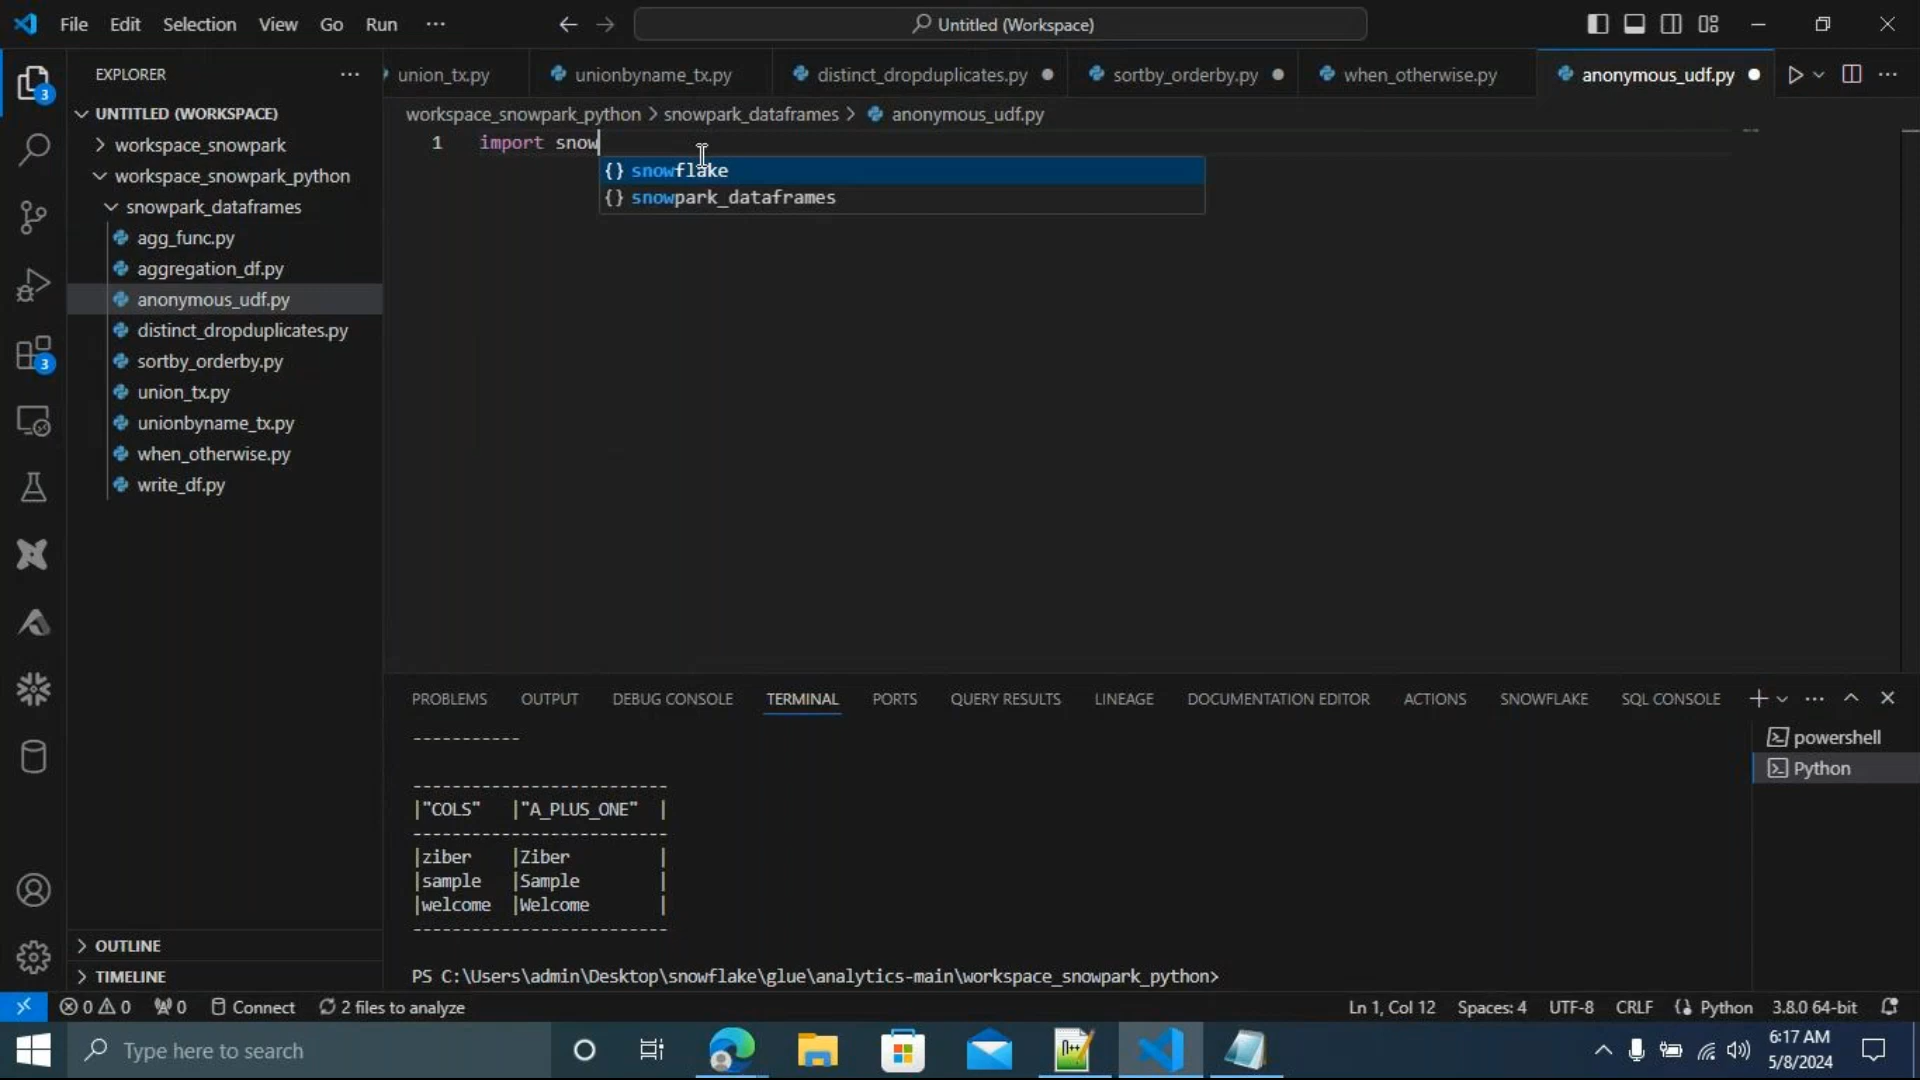 File Edit Selection View Go Run ··· Untitled (Workspace)
EXPLORER ···
union_tx.py unionbyname_tx.py distinct_dropduplicates.py sortby_orderby.py when_otherwise.py anonymous_udf.py
workspace_snowpark_python > snowpark_dataframes > anonymous_udf.py
UNTITLED (WORKSPACE)
workspace_snowpark
workspace_snowpark_python
snowpark_dataframes
agg_func.py
aggregation_df.py
anonymous_udf.py
distinct_dropduplicates.py
sortby_orderby.py
union_tx.py
unionbyname_tx.py
when_otherwise.py
write_df.py
OUTLINE
TIMELINE
3
3
1 import snow
{} snowflake
{} snowpark_dataframes
PROBLEMS OUTPUT DEBUG CONSOLE TERMINAL PORTS QUERY RESULTS LINEAGE DOCUMENTATION EDITOR ACTIONS SNOWFLAKE SQL CONSOLE
-----------
--------------------------
|"COLS" |"A_PLUS_ONE" |
--------------------------
|ziber |Ziber |
|sample |Sample |
|welcome |Welcome |
--------------------------
PS C:\Users\admin\Desktop\snowflake\glue\analytics-main\workspace_snowpark_python>
powershell
Python
0 0 0 Connect 2 files to analyze Ln 1, Col 12 Spaces: 4 UTF-8 CRLF {} Python 3.8.0 64-bit
Type here to search
6:17 AM
5/8/2024